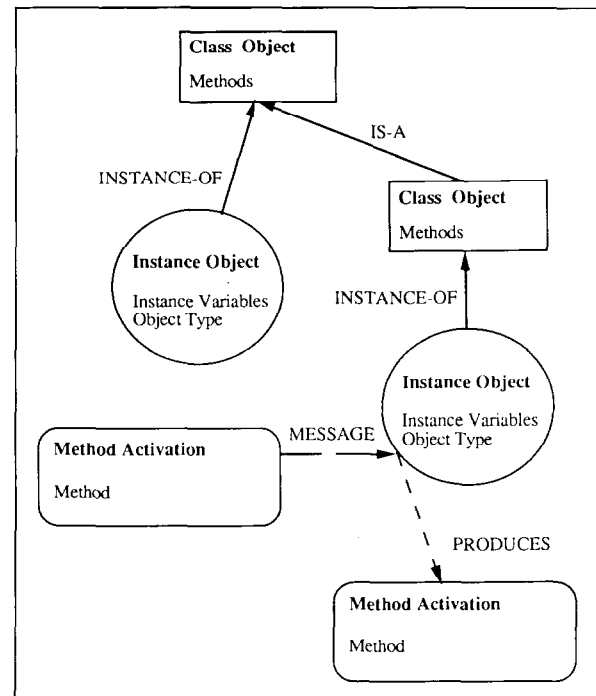 Class Object
Methods
IS-A
INSTANCE-OF
Class Object
Methods
Instance Object
Instance Variables
Object Type
INSTANCE-OF
Instance Object
Instance Variables
Object Type
MESSAGE
Method Activation
Method
PRODUCES
Method Activation
Method